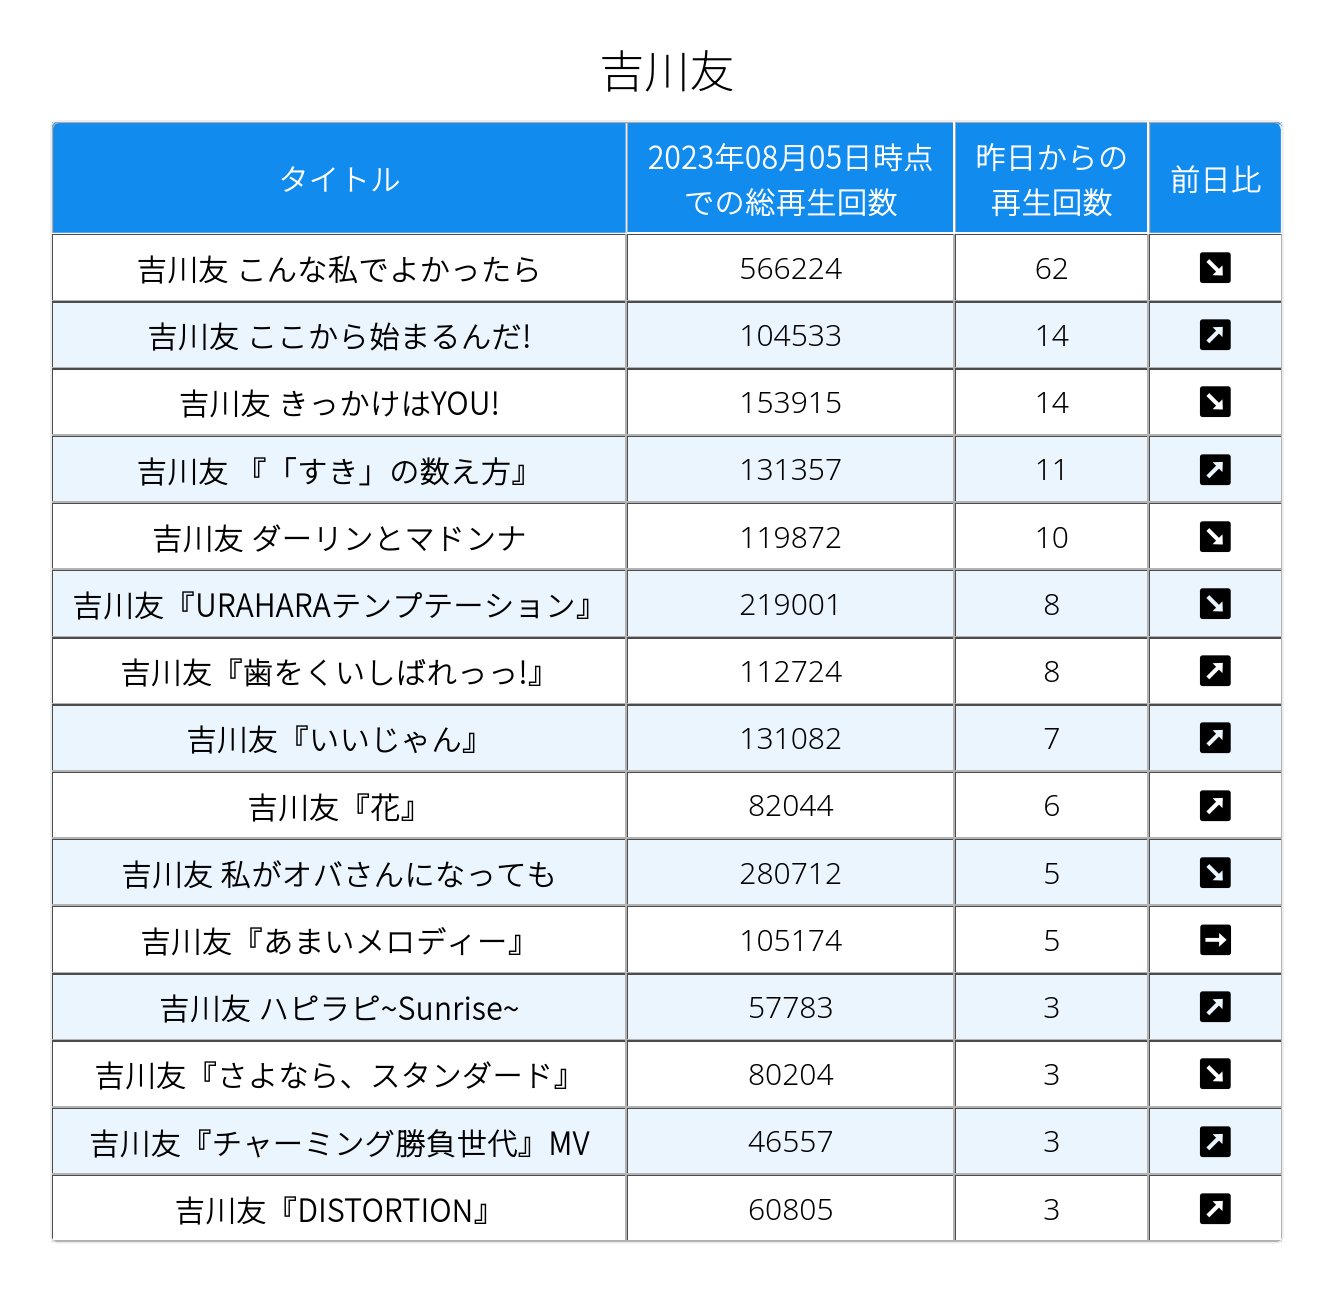 吉川友
タイトル
2023年08月05日時点
での総再生回数
昨日からの
再生回数
前日比
吉川友 こんな私でよかったら 566224 62 ↘
吉川友 ここから始まるんだ! 104533 14 ↗
吉川友 きっかけはYOU! 153915 14 ↘
吉川友 『「すき」の数え方』 131357 11 ↗
吉川友 ダーリンとマドンナ 119872 10 ↘
吉川友『URAHARAテンプテーション』 219001 8 ↘
吉川友『歯をくいしばれっっ!』 112724 8 ↗
吉川友『いいじゃん』 131082 7 ↗
吉川友『花』 82044 6 ↗
吉川友 私がオバさんになっても 280712 5 ↘
吉川友『あまいメロディー』 105174 5 →
吉川友 ハピラピ~Sunrise~ 57783 3 ↗
吉川友『さよなら、スタンダード』 80204 3 ↘
吉川友『チャーミング勝負世代』MV 46557 3 ↗
吉川友『DISTORTION』 60805 3 ↗